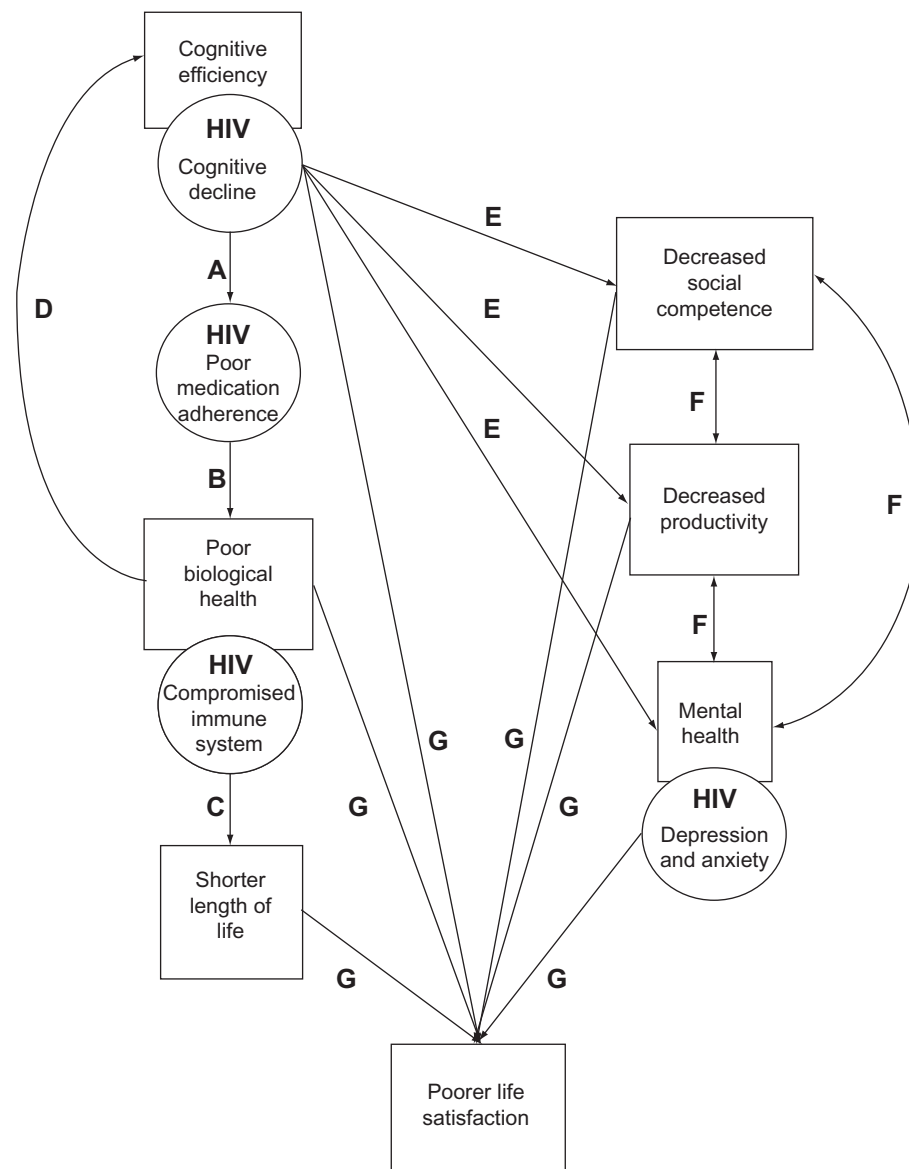 Cognitive
efficiency
HIV
Cognitive
decline
A
HIV
Poor
medication
adherence
B
Poor
biological
health
HIV
Compromised
immune
system
C
Shorter
length of
life
D
E
E
E
Decreased
social
competence
F
Decreased
productivity
F
F
Mental
health
HIV
Depression
and anxiety
G
G
G
G
G
G
Poorer life
satisfaction